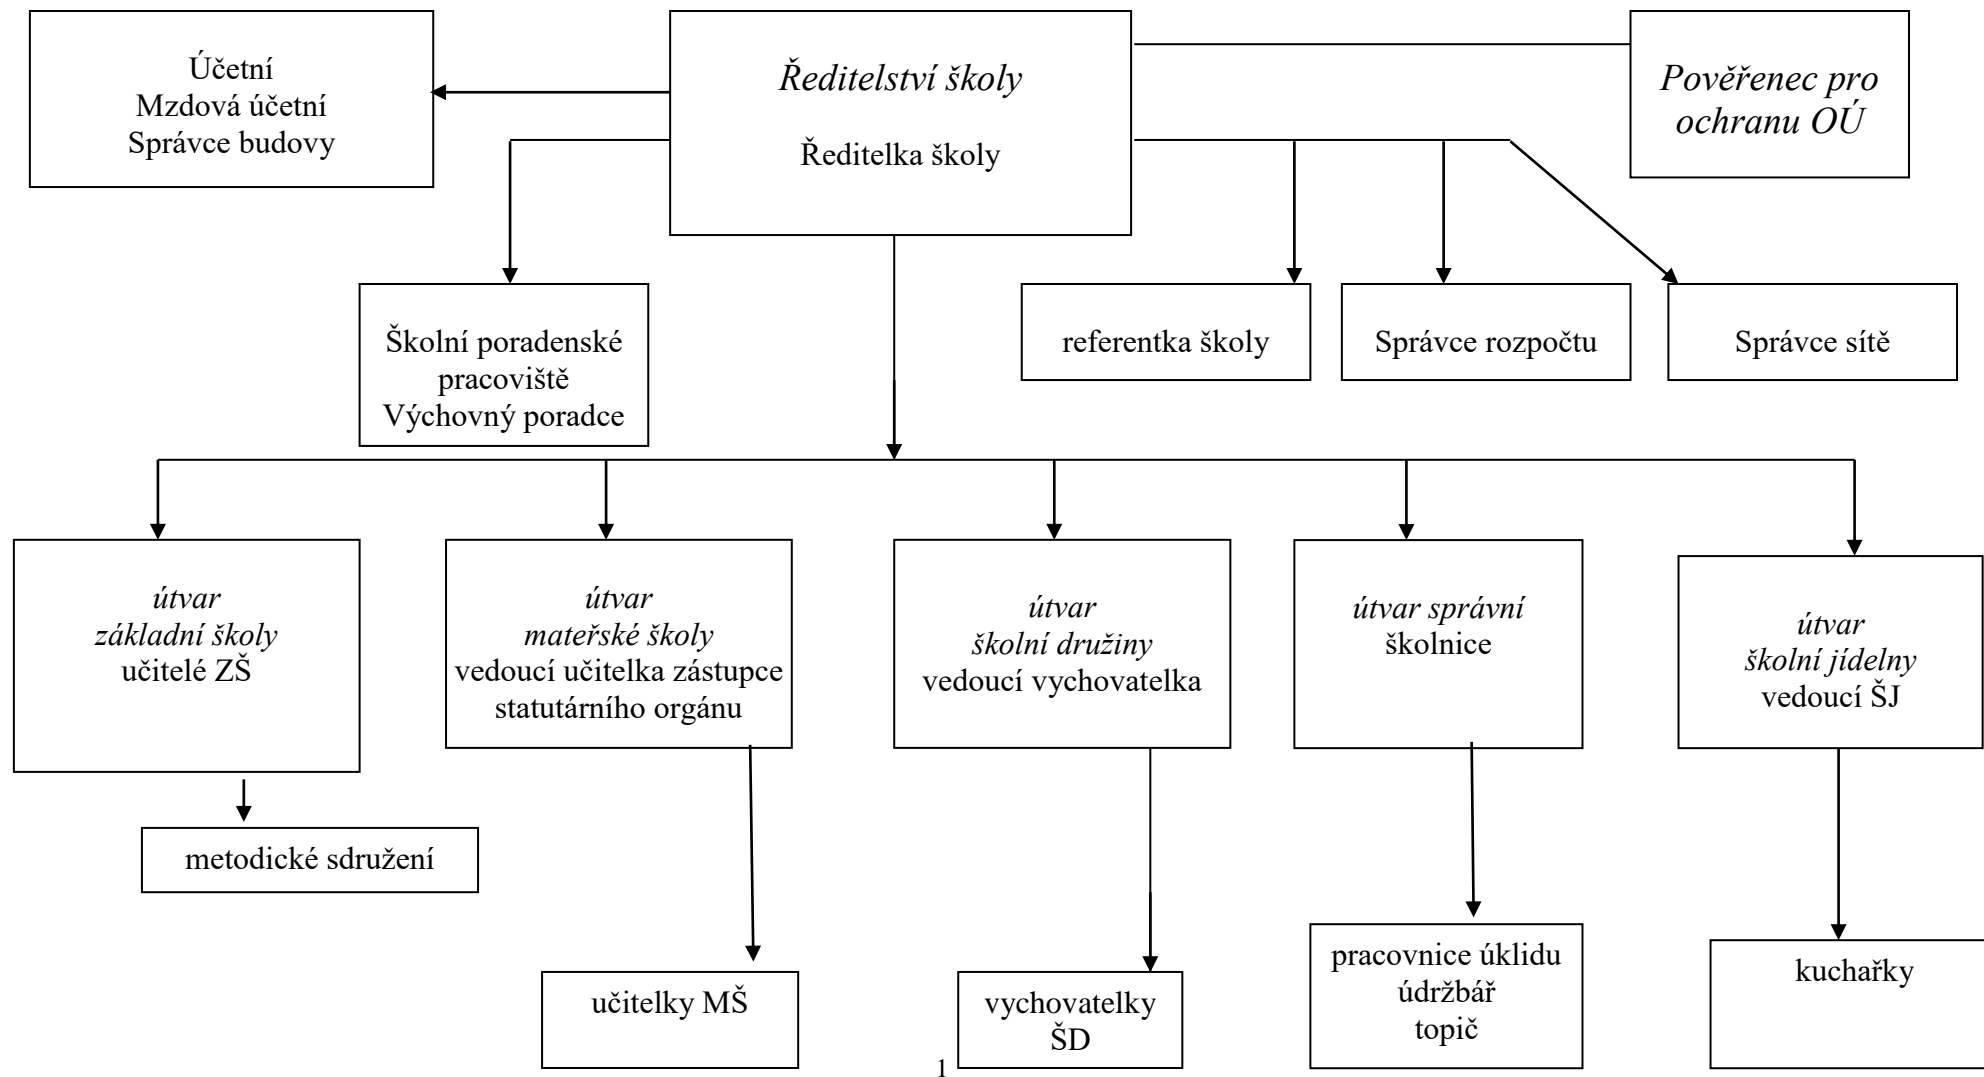 Účetní
Mzdová účetní
Správce budovy
Ředitelství školy
Ředitelka školy
Pověřenec pro
ochranu OÚ
Školní poradenské
pracoviště
Výchovný poradce
referentka školy
Správce rozpočtu
Správce sítě
útvar
základní školy
učitelé ZŠ
útvar
mateřské školy
vedoucí učitelka zástupce
statutárního orgánu
útvar
školní družiny
vedoucí vychovatelka
útvar správní
školnice
útvar
školní jídelny
vedoucí ŠJ
metodické sdružení
učitelky MŠ
vychovatelky
ŠD
pracovnice úklidu
údržbář
topič
kuchařky
1